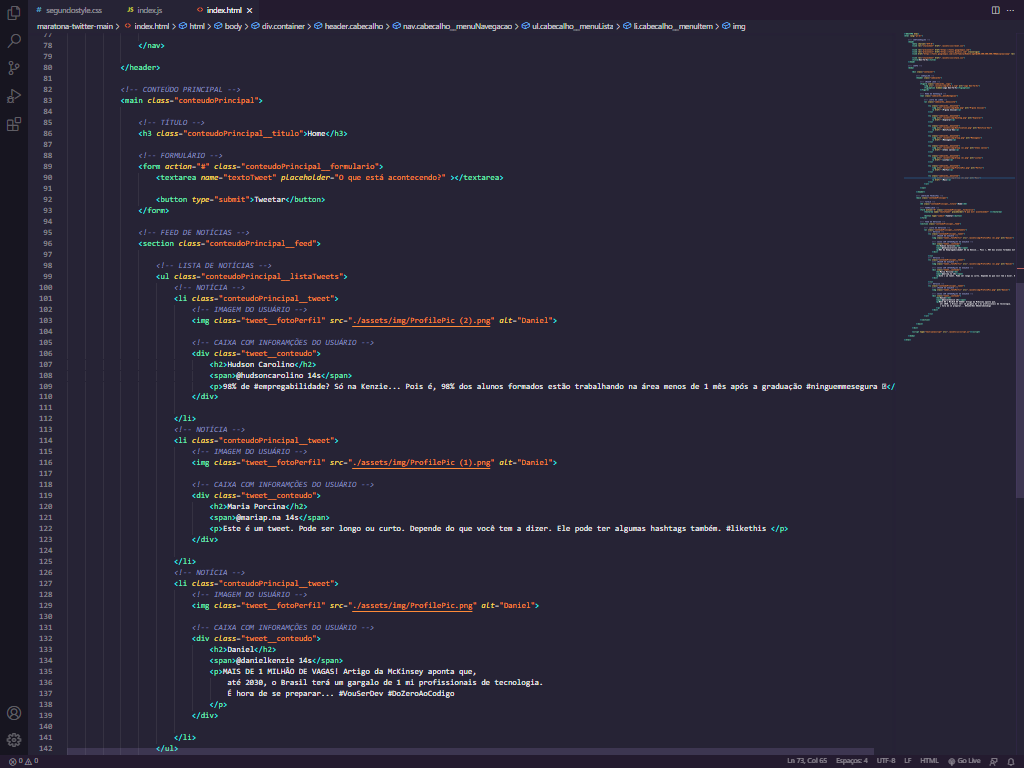 # segundostyle.css JS index.js <> index.html ×
maratona-twitter-main > <> index.html > html > body > div.container > header.cabecalho > nav.cabecalho__menuNavegacao > ul.cabecalho__menuLista > li.cabecalho__menuItem > img
77
78 </nav>
79
80 </header>
81
82 <!-- CONTEÚDO PRINCIPAL -->
83 <main class="conteudoPrincipal">
84
85 <!-- TÍTULO -->
86 <h3 class="conteudoPrincipal__titulo">Home</h3>
87
88 <!-- FORMULÁRIO -->
89 <form action="#" class="conteudoPrincipal__formulario">
90 <textarea name="textoTweet" placeholder="O que está acontecendo?" ></textarea>
91
92 <button type="submit">Tweetar</button>
93 </form>
94
95 <!-- FEED DE NOTÍCIAS -->
96 <section class="conteudoPrincipal__feed">
97
98 <!-- LISTA DE NOTÍCIAS -->
99 <ul class="conteudoPrincipal__listaTweets">
100 <!-- NOTÍCIA -->
101 <li class="conteudoPrincipal__tweet">
102 <!-- IMAGEM DO USUÁRIO -->
103 <img class="tweet__fotoPerfil" src="./assets/img/ProfilePic (2).png" alt="Daniel">
104
105 <!-- CAIXA COM INFORAMÇÕES DO USUÁRIO -->
106 <div class="tweet__conteudo">
107 <h2>Hudson Carolino</h2>
108 <span>@hudsoncarolino 14s</span>
109 <p>98% de #empregabilidade? Só na Kenzie... Pois é, 98% dos alunos formados estão trabalhando na área menos de 1 mês após a graduação #ninguemmesegura </
110 </div>
111
112 </li>
113 <!-- NOTÍCIA -->
114 <li class="conteudoPrincipal__tweet">
115 <!-- IMAGEM DO USUÁRIO -->
116 <img class="tweet__fotoPerfil" src="./assets/img/ProfilePic (1).png" alt="Daniel">
117
118 <!-- CAIXA COM INFORAMÇÕES DO USUÁRIO -->
119 <div class="tweet__conteudo">
120 <h2>Maria Porcina</h2>
121 <span>@mariap.na 14s</span>
122 <p>Este é um tweet. Pode ser longo ou curto. Depende do que você tem a dizer. Ele pode ter algumas hashtags também. #likethis </p>
123 </div>
124
125 </li>
126 <!-- NOTÍCIA -->
127 <li class="conteudoPrincipal__tweet">
128 <!-- IMAGEM DO USUÁRIO -->
129 <img class="tweet__fotoPerfil" src="./assets/img/ProfilePic.png" alt="Daniel">
130
131 <!-- CAIXA COM INFORAMÇÕES DO USUÁRIO -->
132 <div class="tweet__conteudo">
133 <h2>Daniel</h2>
134 <span>@danielkenzie 14s</span>
135 <p>MAIS DE 1 MILHÃO DE VAGAS! Artigo da McKinsey aponta que,
136 até 2030, o Brasil terá um gargalo de 1 mi profissionais de tecnologia.
137 É hora de se preparar... #VouSerDev #DoZeroAoCodigo
138 </p>
139 </div>
140
141 </li>
142 </ul>
0 0 Ln 73, Col 65 Espaços: 4 UTF-8 LF HTML Go Live